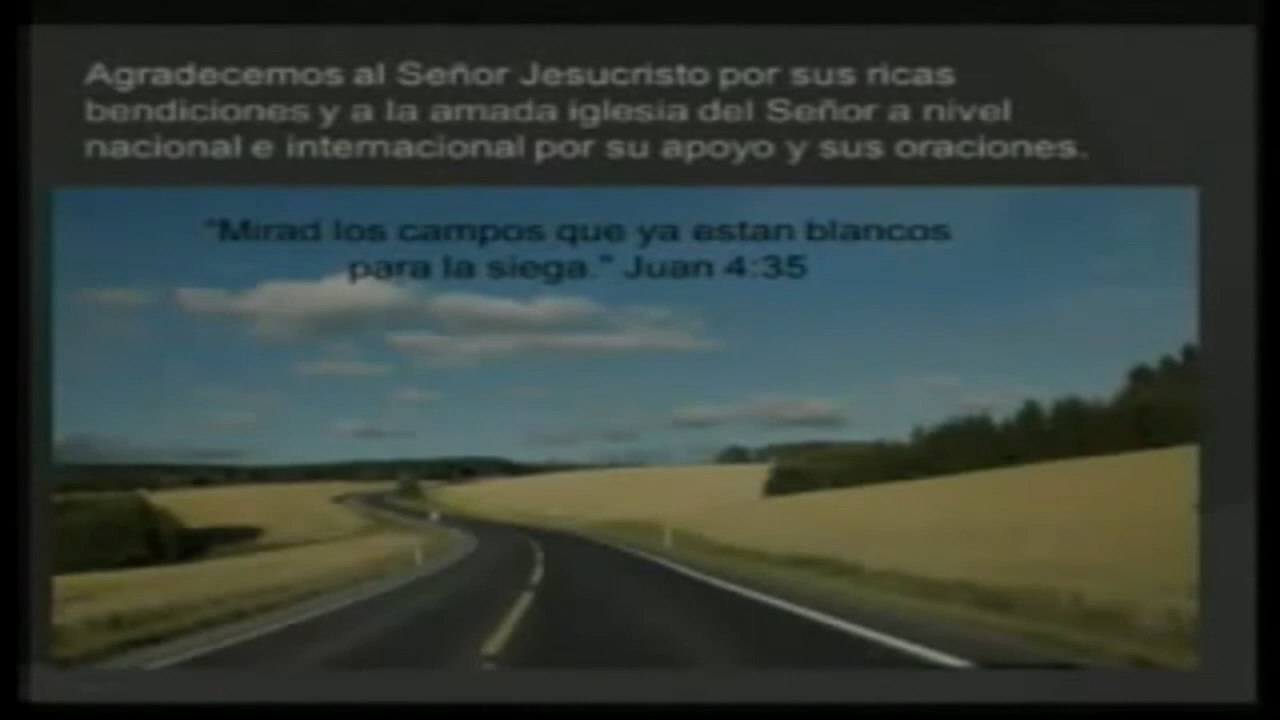 Agradecemos al Señor Jesucristo por sus ricas
bendiciones y a la amada iglesia del Señor a nivel
nacional e internacional por su apoyo y sus oraciones.
"Mirad los campos que ya estan blancos
para la siega." Juan 4:35